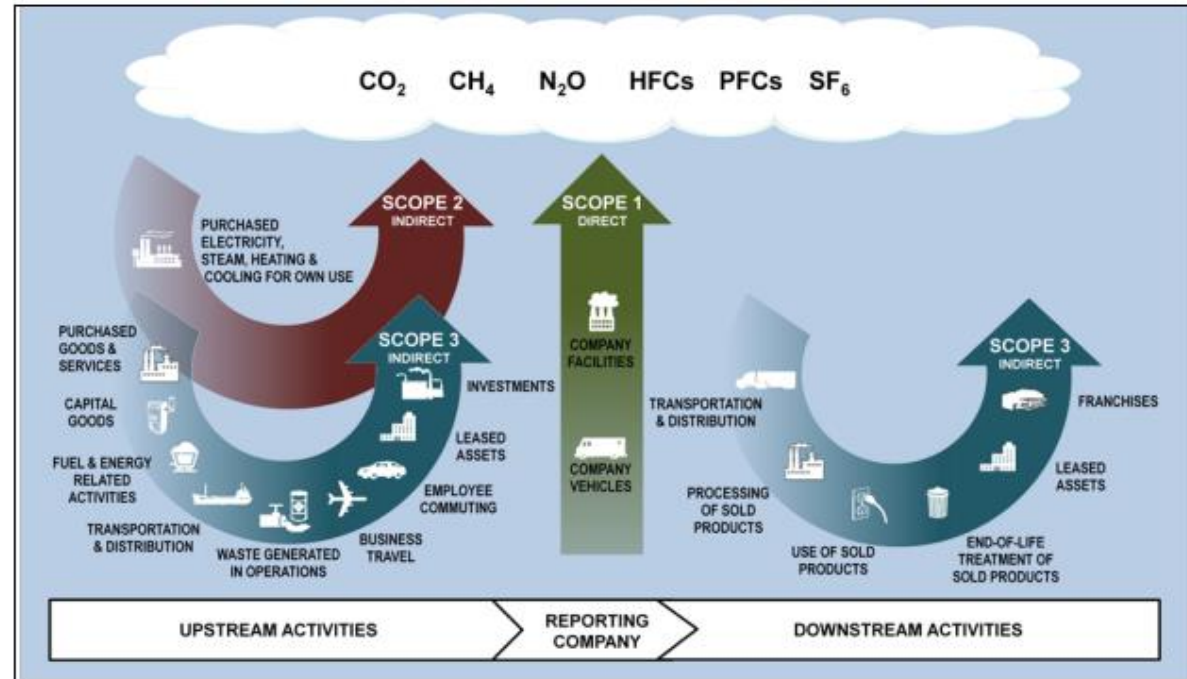 CO₂ CH₄ N₂O HFCs PFCs SF₆
SCOPE 2
INDIRECT
PURCHASED
ELECTRICITY,
STEAM, HEATING &
COOLING FOR OWN USE
SCOPE 3
INDIRECT
PURCHASED
GOODS &
SERVICES
CAPITAL
GOODS
FUEL & ENERGY
RELATED
ACTIVITIES
TRANSPORTATION
& DISTRIBUTION
WASTE GENERATED
IN OPERATIONS
BUSINESS
TRAVEL
EMPLOYEE
COMMUTING
LEASED
ASSETS
INVESTMENTS
SCOPE 1
DIRECT
COMPANY
FACILITIES
COMPANY
VEHICLES
SCOPE 3
INDIRECT
TRANSPORTATION
& DISTRIBUTION
PROCESSING
OF SOLD
PRODUCTS
USE OF SOLD
PRODUCTS
END-OF-LIFE
TREATMENT OF
SOLD PRODUCTS
LEASED
ASSETS
FRANCHISES
UPSTREAM ACTIVITIES
REPORTING
COMPANY
DOWNSTREAM ACTIVITIES